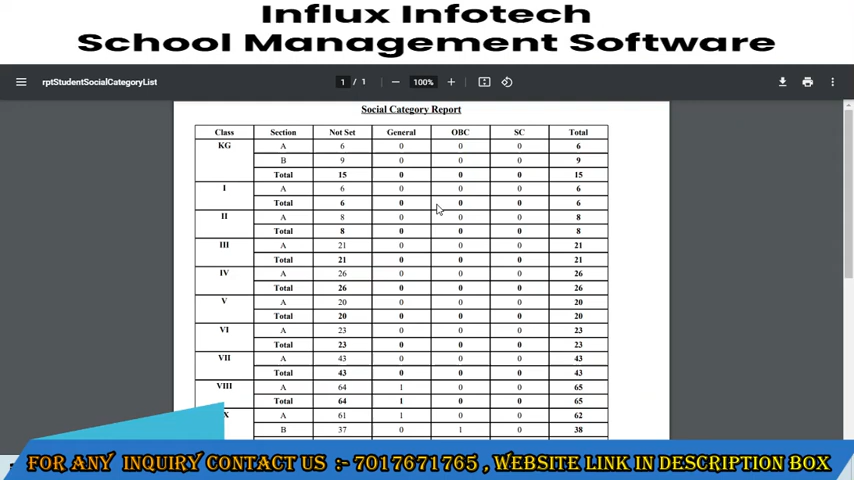 Influx Infotech
School Management Software
rptStudentSocialCategoryList 1 / 1 100%
Social Category Report
Class Section Not Set General OBC SC Total
KG A 6 0 0 0 6
B 9 0 0 0 9
Total 15 0 0 0 15
I A 6 0 0 0 6
Total 6 0 0 0 6
II A 8 0 0 0 8
Total 8 0 0 0 8
III A 21 0 0 0 21
Total 21 0 0 0 21
IV A 26 0 0 0 26
Total 26 0 0 0 26
V A 20 0 0 0 20
Total 20 0 0 0 20
VI A 23 0 0 0 23
Total 23 0 0 0 23
VII A 43 0 0 0 43
Total 43 0 0 0 43
VIII A 64 1 0 0 65
Total 64 1 0 0 65
X A 61 1 0 0 62
B 37 0 1 0 38
FOR ANY INQUIRY CONTACT US :- 7017671765 , WEBSITE LINK IN DESCRIPTION BOX